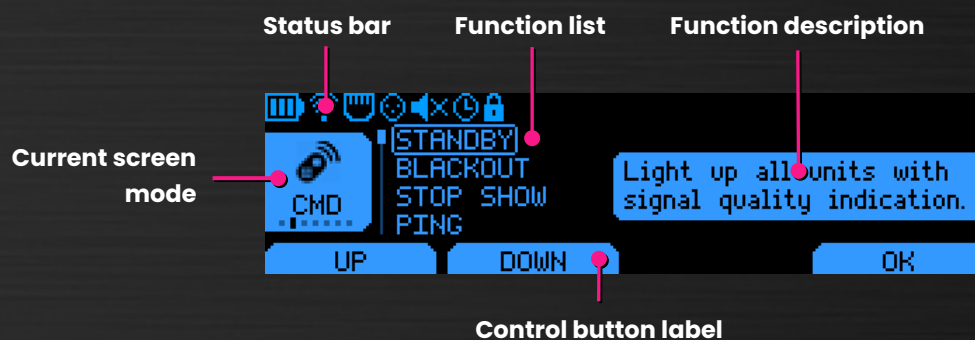 Status bar
Function list
Function description
Current screen
mode
CMD
STANDBY
BLACKOUT
STOP SHOW
PING
Light up all units with
signal quality indication.
UP
DOWN
OK
Control button label